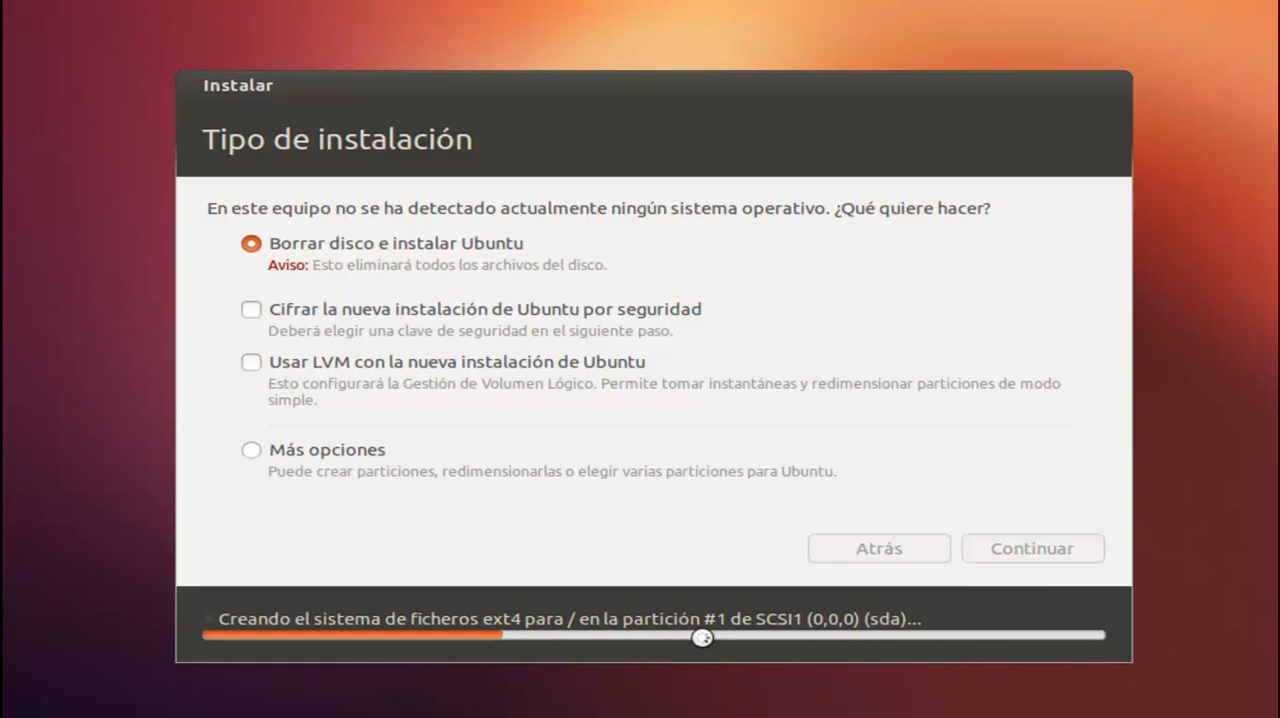 Instalar
Tipo de instalación
En este equipo no se ha detectado actualmente ningún sistema operativo. ¿Qué quiere hacer?
Borrar disco e instalar Ubuntu
Aviso: Esto eliminará todos los archivos del disco.
Cifrar la nueva instalación de Ubuntu por seguridad
Deberá elegir una clave de seguridad en el siguiente paso.
Usar LVM con la nueva instalación de Ubuntu
Esto configurará la Gestión de Volumen Lógico. Permite tomar instantáneas y redimensionar particiones de modo
simple.
Más opciones
Puede crear particiones, redimensionarlas o elegir varias particiones para Ubuntu.
Atrás Continuar
Creando el sistema de ficheros ext4 para / en la partición #1 de SCSI1 (0,0,0) (sda)...